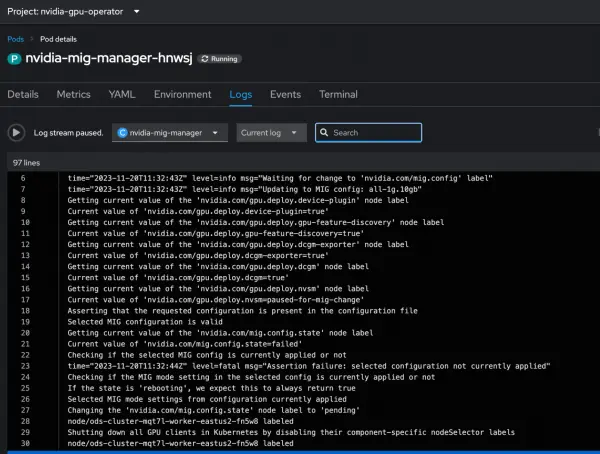 Project: nvidia-gpu-operator
Pods > Pod details
P nvidia-mig-manager-hnwsj Running
Details Metrics YAML Environment Logs Events Terminal
Log stream paused. C nvidia-mig-manager Current log Search
97 lines
6 time="2023-11-20T11:32:43Z" level=info msg="Waiting for change to 'nvidia.com/mig.config' label"
7 time="2023-11-20T11:32:43Z" level=info msg="Updating to MIG config: all-1g.10gb"
8 Getting current value of the 'nvidia.com/gpu.deploy.device-plugin' node label
9 Current value of 'nvidia.com/gpu.deploy.device-plugin=true'
10 Getting current value of the 'nvidia.com/gpu.deploy.gpu-feature-discovery' node label
11 Current value of 'nvidia.com/gpu.deploy.gpu-feature-discovery=true'
12 Getting current value of the 'nvidia.com/gpu.deploy.dcgm-exporter' node label
13 Current value of 'nvidia.com/gpu.deploy.dcgm-exporter=true'
14 Getting current value of the 'nvidia.com/gpu.deploy.dcgm' node label
15 Current value of 'nvidia.com/gpu.deploy.dcgm=true'
16 Getting current value of the 'nvidia.com/gpu.deploy.nvsm' node label
17 Current value of 'nvidia.com/gpu.deploy.nvsm=paused-for-mig-change'
18 Asserting that the requested configuration is present in the configuration file
19 Selected MIG configuration is valid
20 Getting current value of the 'nvidia.com/mig.config.state' node label
21 Current value of 'nvidia.com/mig.config.state=failed'
22 Checking if the selected MIG config is currently applied or not
23 time="2023-11-20T11:32:44Z" level=fatal msg="Assertion failure: selected configuration not currently applied"
24 Checking if the MIG mode setting in the selected config is currently applied or not
25 If the state is 'rebooting', we expect this to always return true
26 Selected MIG mode settings from configuration currently applied
27 Changing the 'nvidia.com/mig.config.state' node label to 'pending'
28 node/ods-cluster-mqt7l-worker-eastus2-fn5w8 labeled
29 Shutting down all GPU clients in Kubernetes by disabling their component-specific nodeSelector labels
30 node/ods-cluster-mqt7l-worker-eastus2-fn5w8 labeled